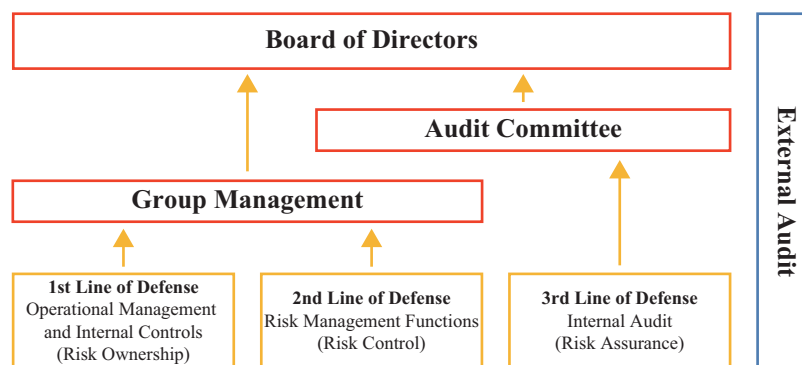 Board of Directors
Audit Committee
Group Management
1st Line of Defense
Operational Management
and Internal Controls
(Risk Ownership)
2nd Line of Defense
Risk Management Functions
(Risk Control)
3rd Line of Defense
Internal Audit
(Risk Assurance)
External Audit